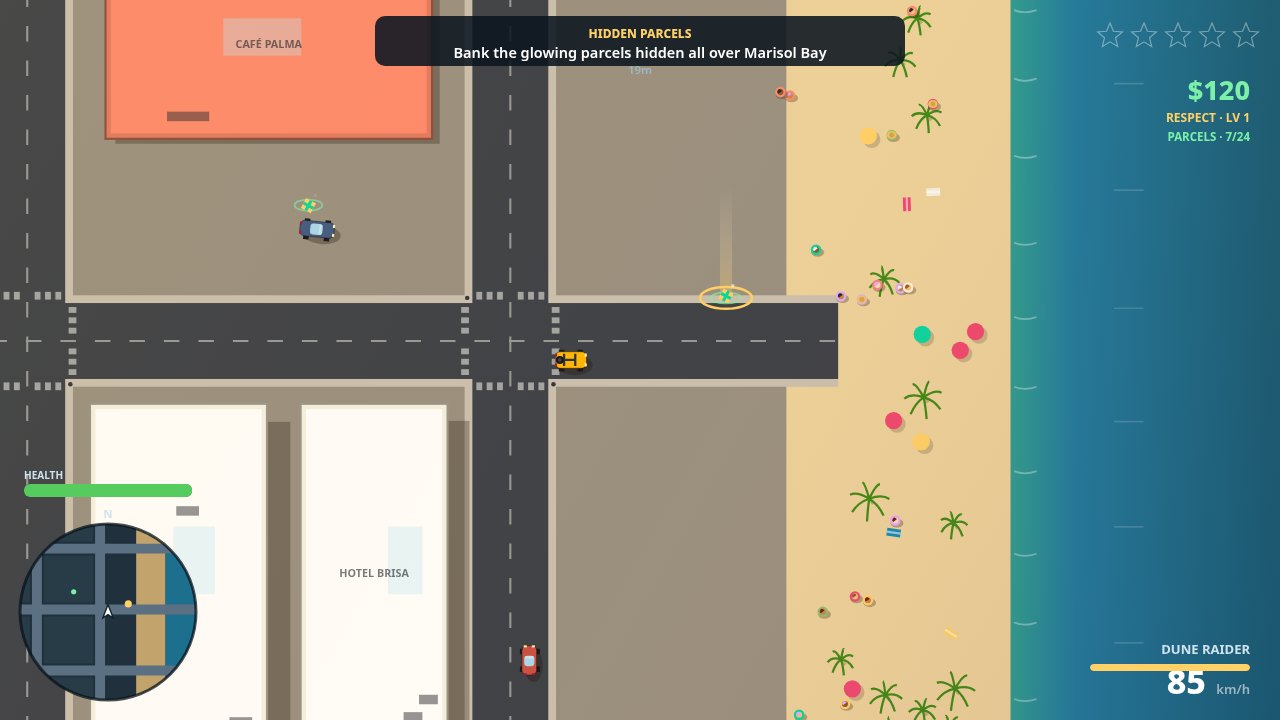 CAFÉ PALMA
HIDDEN PARCELS
Bank the glowing parcels hidden all over Marisol Bay
19m
$120
RESPECT · LV 1
PARCELS · 7/24
HEALTH
N
HOTEL BRISA
DUNE RAIDER
85 km/h